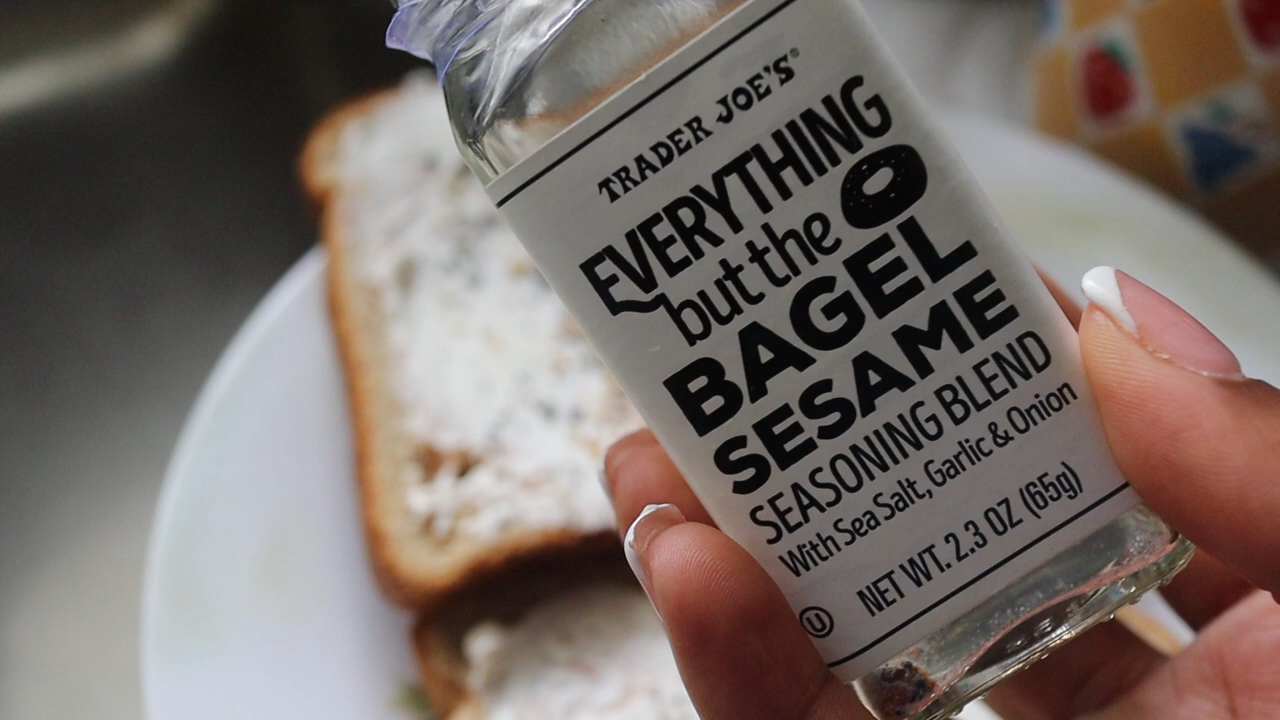 TRADER JOE'S®
EVERYTHING
but the
BAGEL
SESAME
SEASONING BLEND
With Sea Salt, Garlic & Onion
NET WT. 2.3 OZ (65g)
U